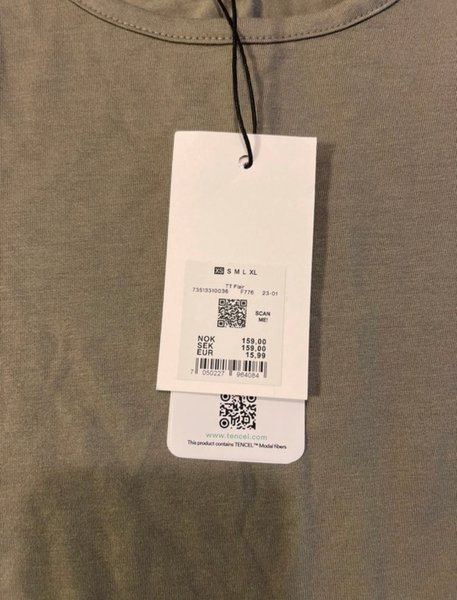 XS S M L XL
TT Flair
73513310036 F776 23-01
SCAN
ME!
NOK 159,00
SEK 159,00
EUR 15,99
7 050227 964084
www.tencel.com
This product contains TENCEL™ Modal fibers